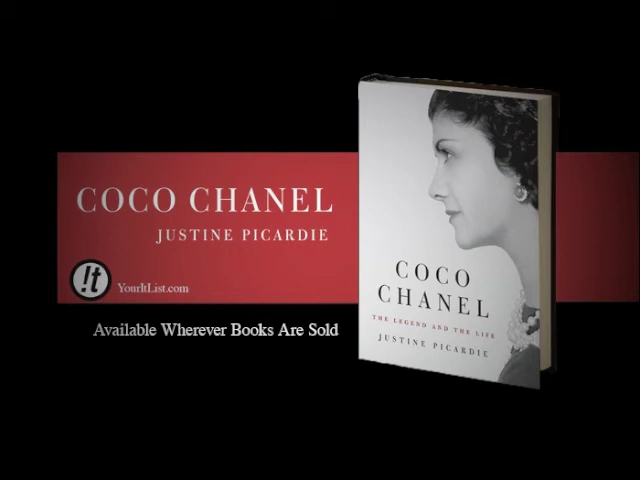 COCO CHANEL
JUSTINE PICARDIE
!t
YourItList.com
Available Wherever Books Are Sold
COCO
CHANEL
THE LEGEND AND THE LIFE
JUSTINE PICARDIE